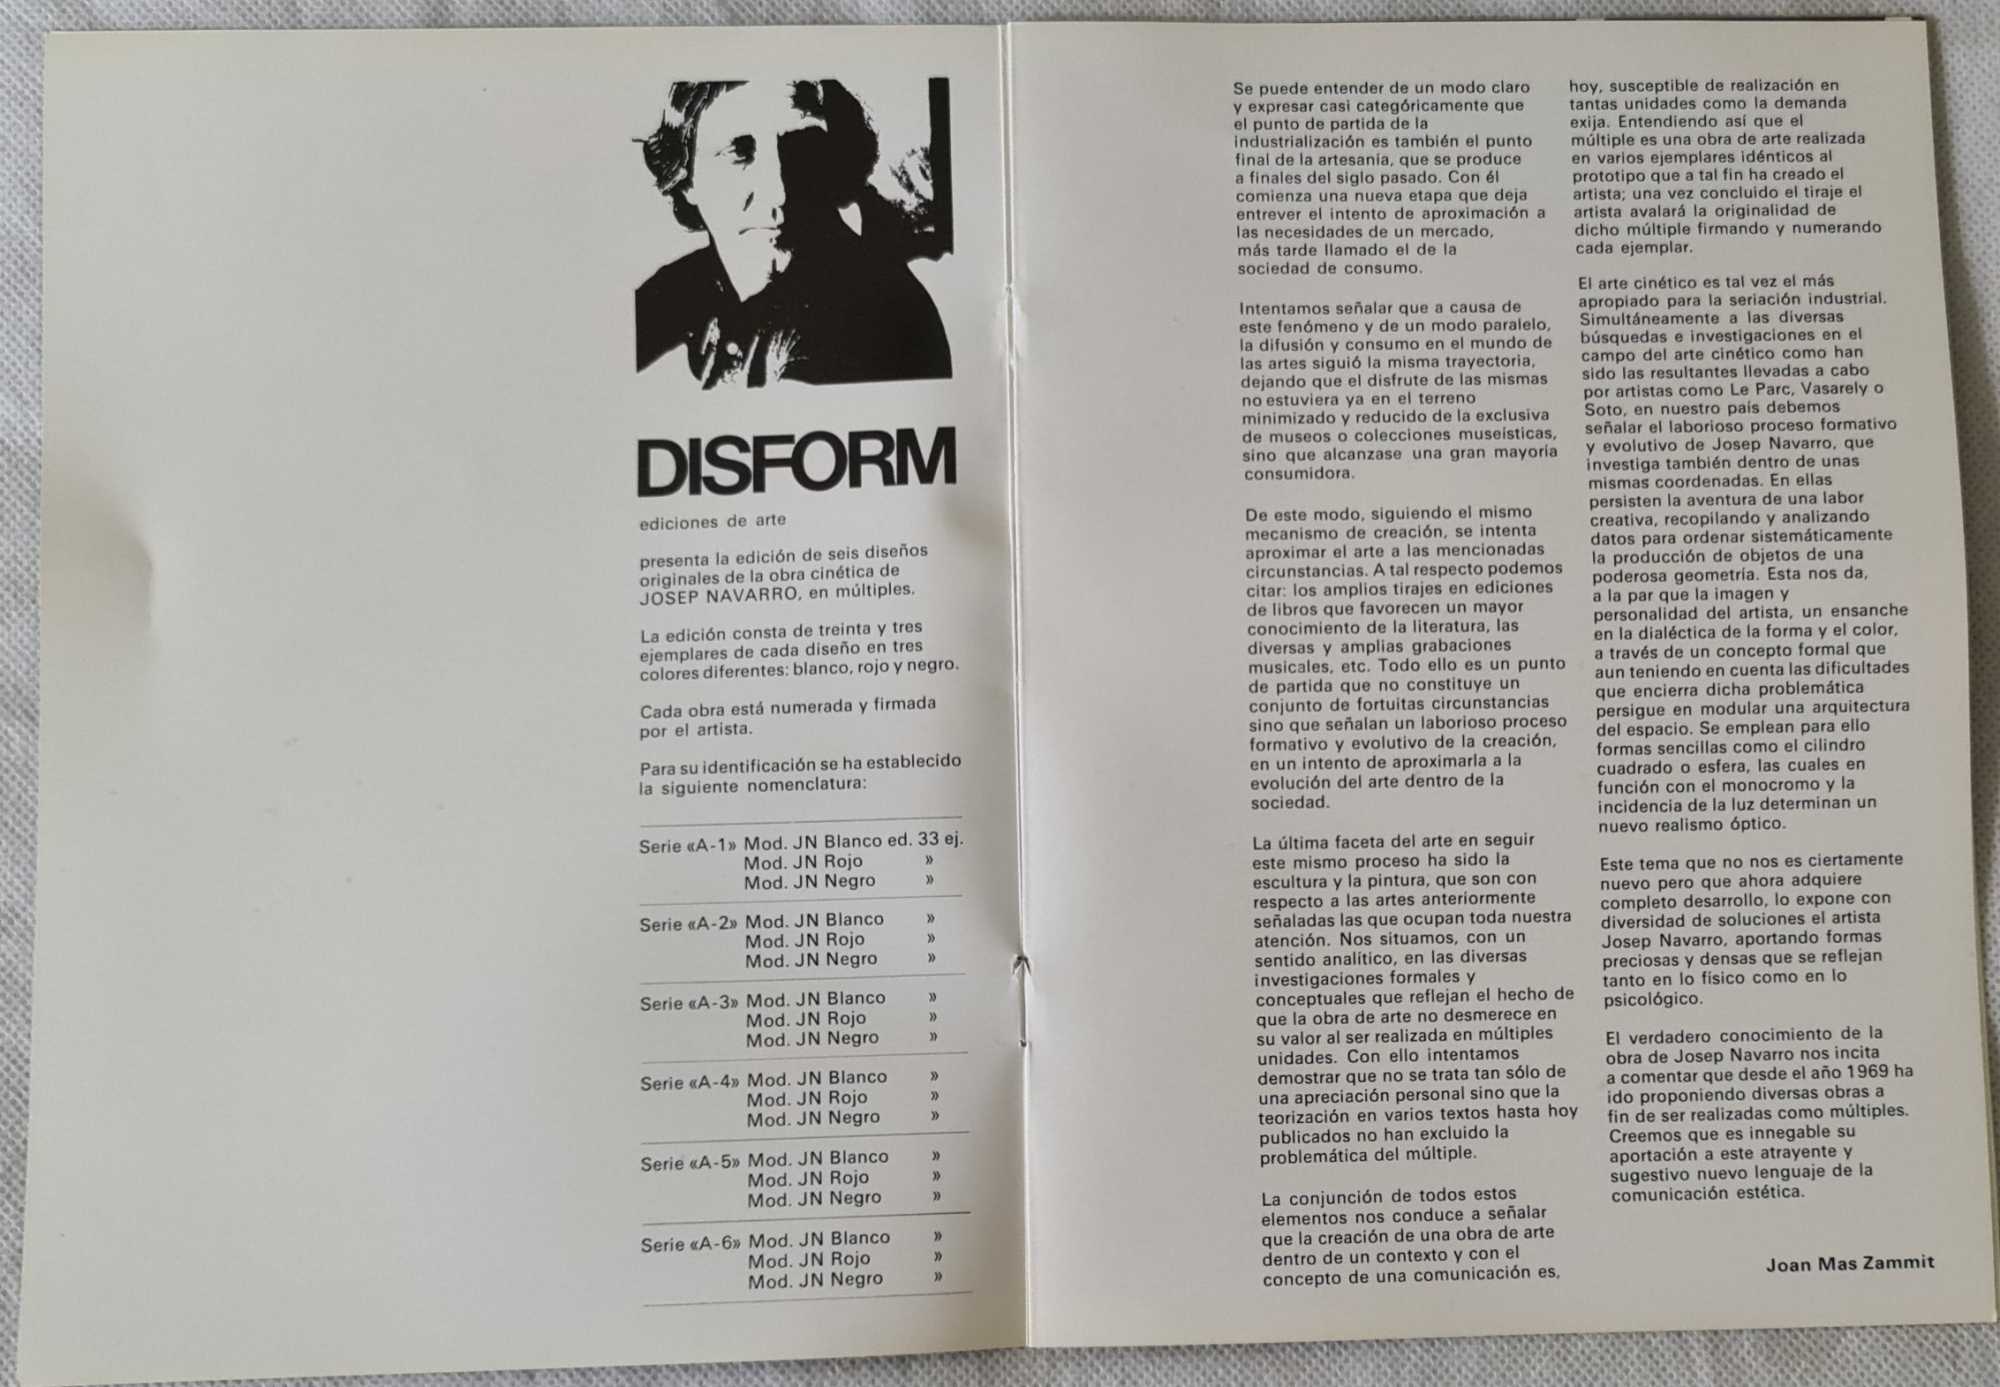 DISFORM
ediciones de arte
presenta la edición de seis diseños
originales de la obra cinética de
JOSEP NAVARRO, en múltiples.
La edición consta de treinta y tres
ejemplares de cada diseño en tres
colores diferentes: blanco, rojo y negro.
Cada obra está numerada y firmada
por el artista.
Para su identificación se ha establecido
la siguiente nomenclatura:
Serie «A-1» Mod. JN Blanco ed. 33 ej.
Mod. JN Rojo »
Mod. JN Negro »
Serie «A-2» Mod. JN Blanco »
Mod. JN Rojo »
Mod. JN Negro »
Serie «A-3» Mod. JN Blanco »
Mod. JN Rojo »
Mod. JN Negro »
Serie «A-4» Mod. JN Blanco »
Mod. JN Rojo »
Mod. JN Negro »
Serie «A-5» Mod. JN Blanco »
Mod. JN Rojo »
Mod. JN Negro »
Serie «A-6» Mod. JN Blanco »
Mod. JN Rojo »
Mod. JN Negro »
Se puede entender de un modo claro
y expresar casi categóricamente que
el punto de partida de la
industrialización es también el punto
final de la artesanía, que se produce
a finales del siglo pasado. Con él
comienza una nueva etapa que deja
entrever el intento de aproximación a
las necesidades de un mercado,
más tarde llamado el de la
sociedad de consumo.
Intentamos señalar que a causa de
este fenómeno y de un modo paralelo,
la difusión y consumo en el mundo de
las artes siguió la misma trayectoria,
dejando que el disfrute de las mismas
no estuviera ya en el terreno
minimizado y reducido de la exclusiva
de museos o colecciones museísticas,
sino que alcanzase una gran mayoría
consumidora.
De este modo, siguiendo el mismo
mecanismo de creación, se intenta
aproximar el arte a las mencionadas
circunstancias. A tal respecto podemos
citar: los amplios tirajes en ediciones
de libros que favorecen un mayor
conocimiento de la literatura, las
diversas y amplias grabaciones
musicales, etc. Todo ello es un punto
de partida que no constituye un
conjunto de fortuitas circunstancias
sino que señalan un laborioso proceso
formativo y evolutivo de la creación,
en un intento de aproximarla a la
evolución del arte dentro de la
sociedad.
La última faceta del arte en seguir
este mismo proceso ha sido la
escultura y la pintura, que son con
respecto a las artes anteriormente
señaladas las que ocupan toda nuestra
atención. Nos situamos, con un
sentido analítico, en las diversas
investigaciones formales y
conceptuales que reflejan el hecho de
que la obra de arte no desmerece en
su valor al ser realizada en múltiples
unidades. Con ello intentamos
demostrar que no se trata tan sólo de
una apreciación personal sino que la
teorización en varios textos hasta hoy
publicados no han excluido la
problemática del múltiple.
La conjunción de todos estos
elementos nos conduce a señalar
que la creación de una obra de arte
dentro de un contexto y con el
concepto de una comunicación es,
hoy, susceptible de realización en
tantas unidades como la demanda
exija. Entendiendo así que el
múltiple es una obra de arte realizada
en varios ejemplares idénticos al
prototipo que a tal fin ha creado el
artista; una vez concluido el tiraje el
artista avalará la originalidad de
dicho múltiple firmando y numerando
cada ejemplar.
El arte cinético es tal vez el más
apropiado para la seriación industrial.
Simultáneamente a las diversas
búsquedas e investigaciones en el
campo del arte cinético como han
sido las resultantes llevadas a cabo
por artistas como Le Parc, Vasarely o
Soto, en nuestro país debemos
señalar el laborioso proceso formativo
y evolutivo de Josep Navarro, que
investiga también dentro de unas
mismas coordenadas. En ellas
persisten la aventura de una labor
creativa, recopilando y analizando
datos para ordenar sistemáticamente
la producción de objetos de una
poderosa geometría. Esta nos da,
a la par que la imagen y
personalidad del artista, un ensanche
en la dialéctica de la forma y el color,
a través de un concepto formal que
aun teniendo en cuenta las dificultades
que encierra dicha problemática
persigue en modular una arquitectura
del espacio. Se emplean para ello
formas sencillas como el cilindro
cuadrado o esfera, las cuales en
función con el monocromo y la
incidencia de la luz determinan un
nuevo realismo óptico.
Este tema que no nos es ciertamente
nuevo pero que ahora adquiere
completo desarrollo, lo expone con
diversidad de soluciones el artista
Josep Navarro, aportando formas
preciosas y densas que se reflejan
tanto en lo físico como en lo
psicológico.
El verdadero conocimiento de la
obra de Josep Navarro nos incita
a comentar que desde el año 1969 ha
ido proponiendo diversas obras a
fin de ser realizadas como múltiples.
Creemos que es innegable su
aportación a este atrayente y
sugestivo nuevo lenguaje de la
comunicación estética.
Joan Mas Zammit